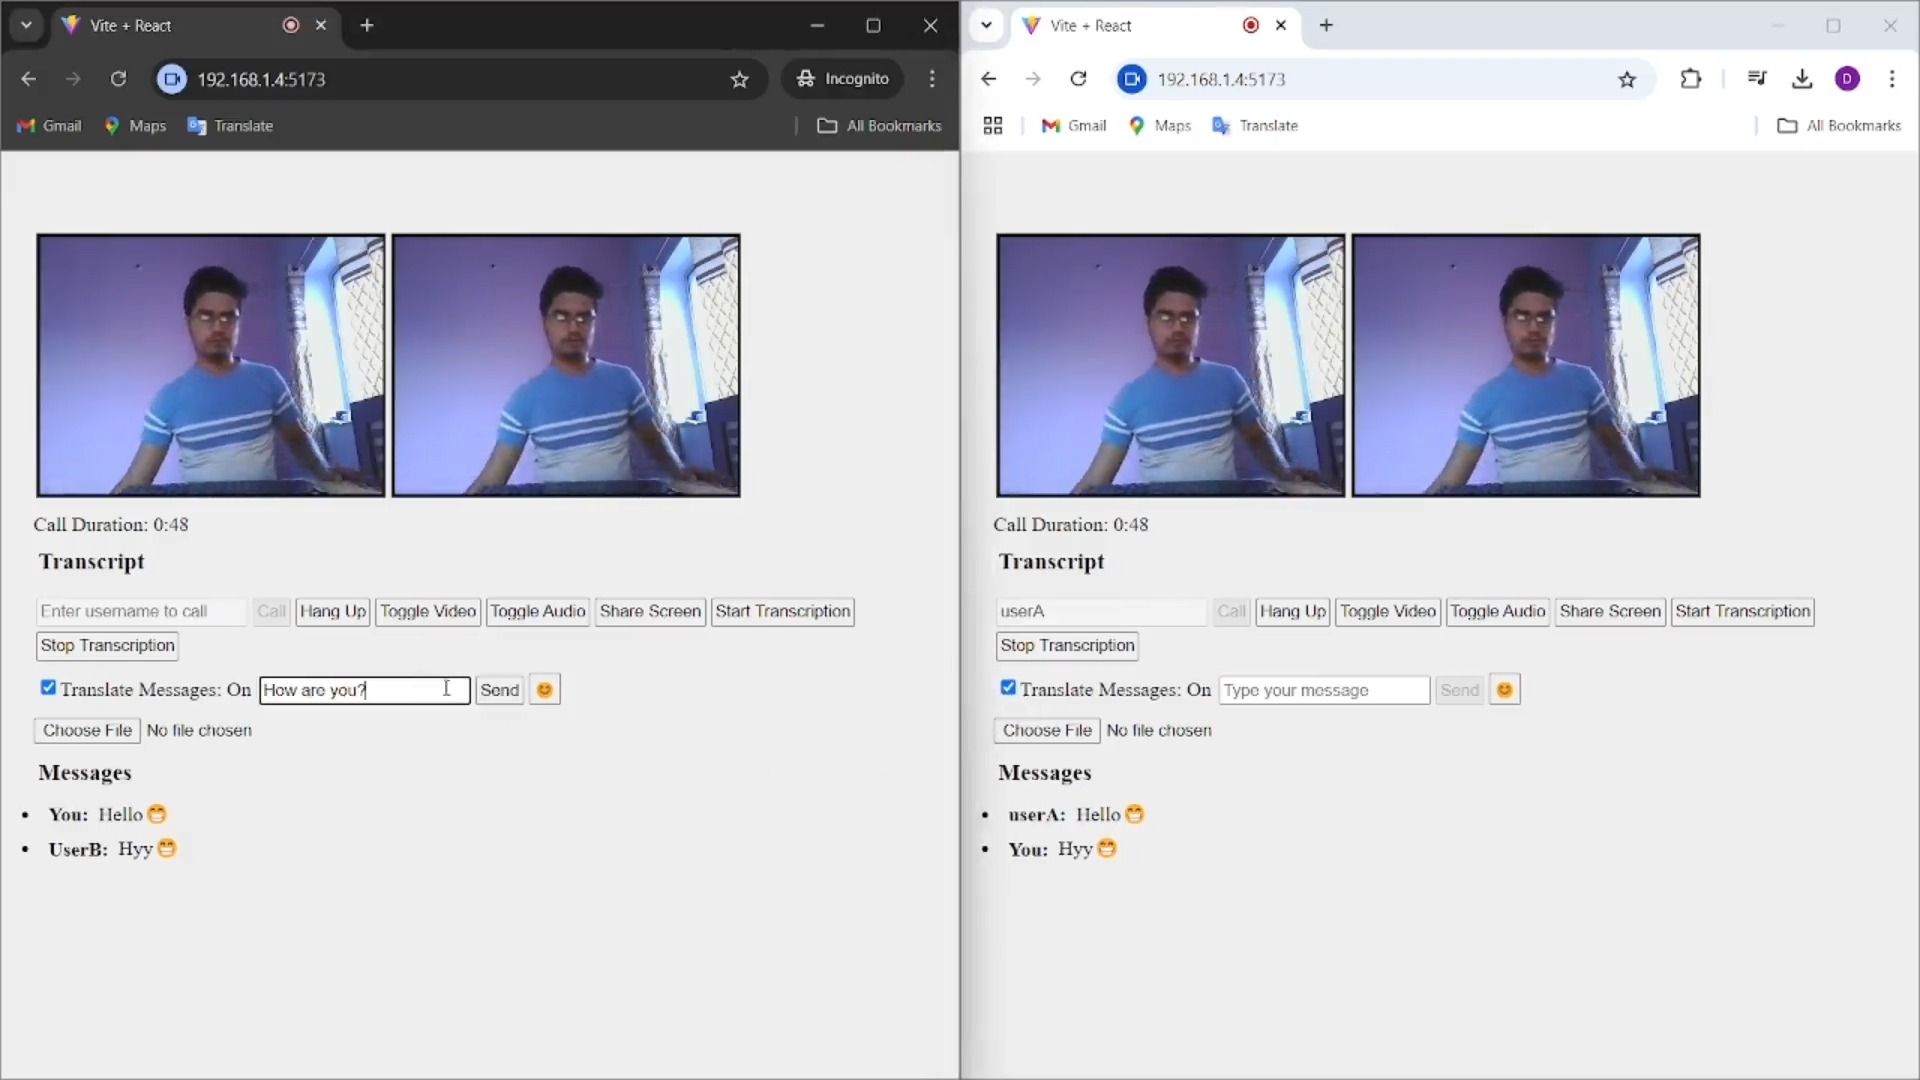 Vite + React
192.168.1.4:5173
Incognito
Gmail Maps Translate All Bookmarks
Call Duration: 0:48
Transcript
Enter username to call Call Hang Up Toggle Video Toggle Audio Share Screen Start Transcription
Stop Transcription
Translate Messages: On How are you? Send
Choose File No file chosen
Messages
You: Hello 😁
UserB: Hyy 😁
Vite + React
192.168.1.4:5173
D
Gmail Maps Translate All Bookmarks
Call Duration: 0:48
Transcript
userA Call Hang Up Toggle Video Toggle Audio Share Screen Start Transcription
Stop Transcription
Translate Messages: On Type your message Send
Choose File No file chosen
Messages
userA: Hello 😁
You: Hyy 😁